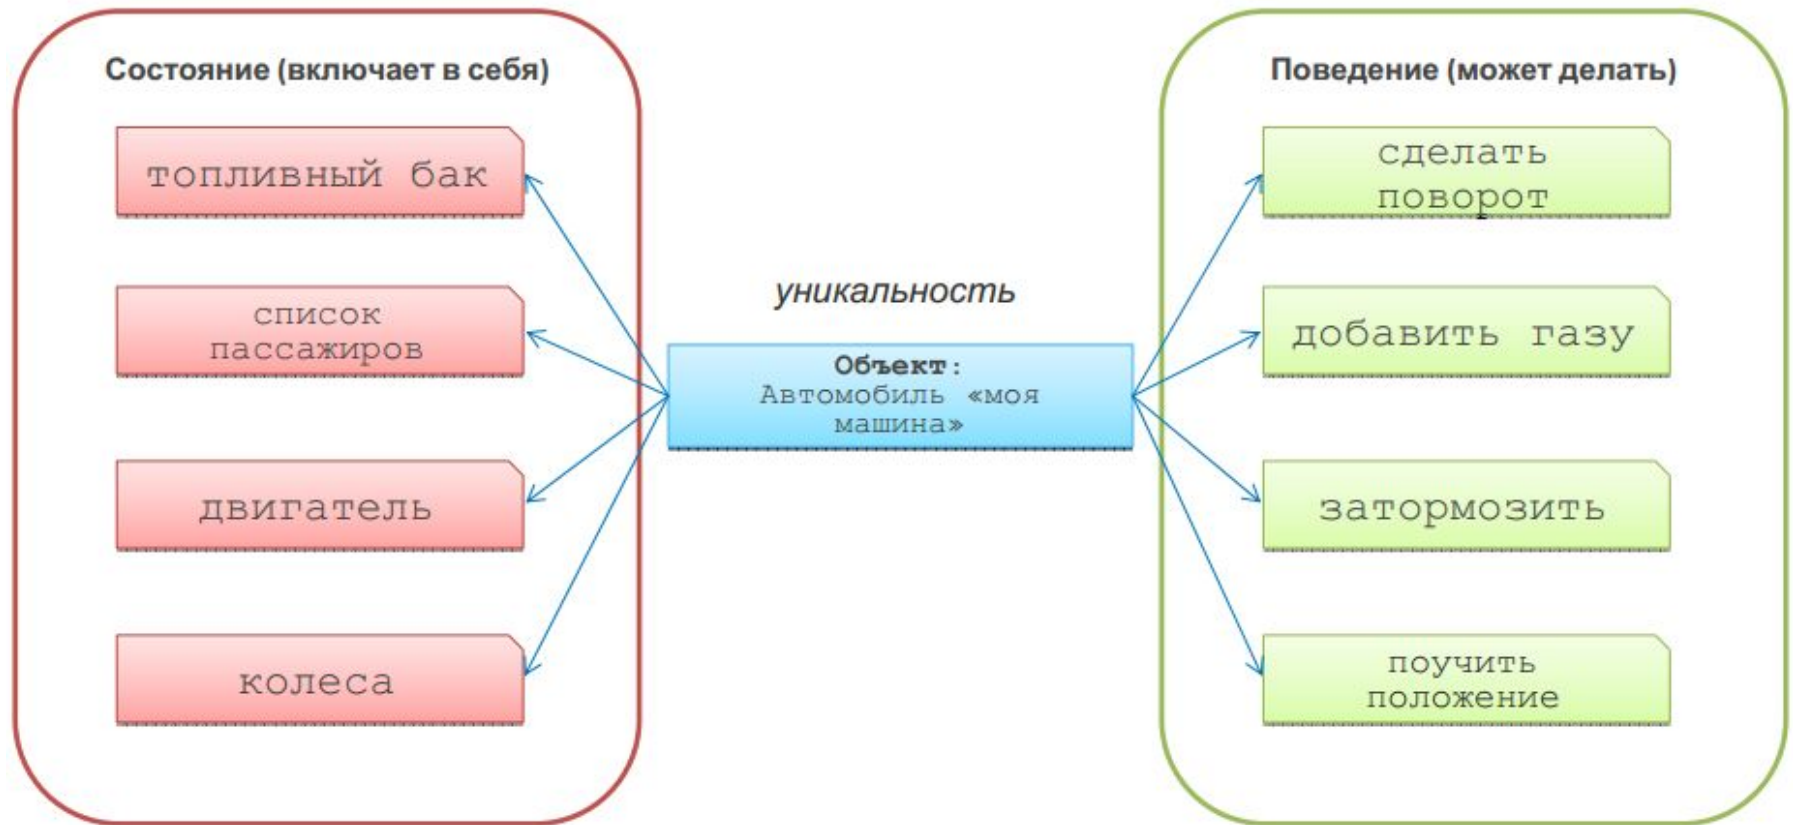 Состояние (включает в себя)
топливный бак
список
пассажиров
двигатель
колеса
уникальность
Объект:
Автомобиль «моя
машина»
Поведение (может делать)
сделать
поворот
добавить газу
затормозить
поучить
положение